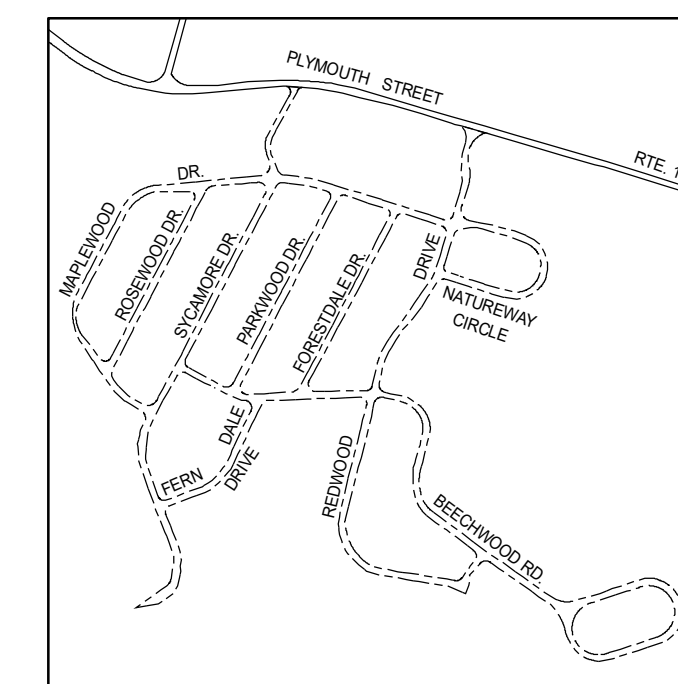 PLYMOUTH STREET
RTE. 1
DR.
MAPLEWOOD
ROSEWOOD DR.
SYCAMORE DR.
PARKWOOD DR.
FORESTDALE DR.
DRIVE
NATUREWAY
CIRCLE
DALE
DRIVE
FERN
REDWOOD
BEECHWOOD RD.